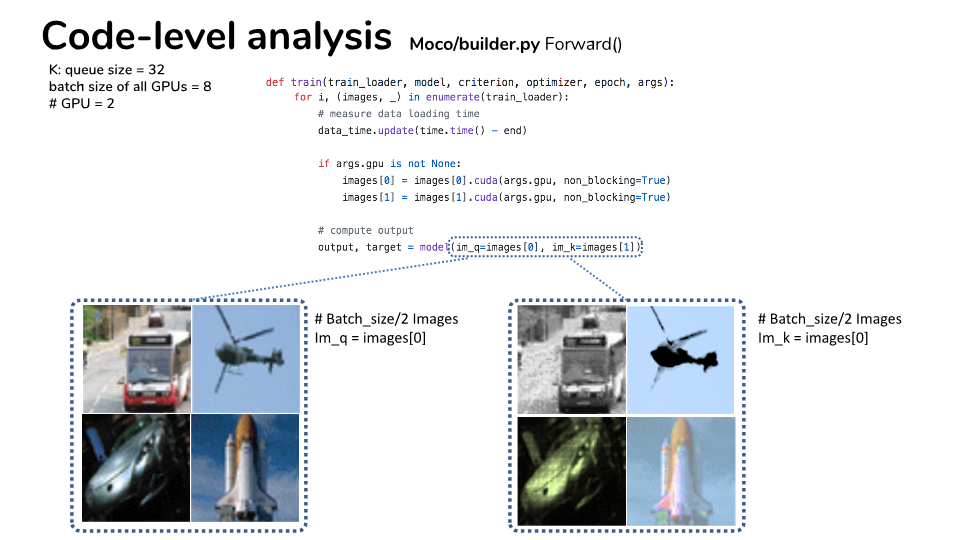 Code-level analysis Moco/builder.py Forward()
K: queue size = 32
batch size of all GPUs = 8
# GPU = 2
def train(train_loader, model, criterion, optimizer, epoch, args):
for i, (images, _) in enumerate(train_loader):
# measure data loading time
data_time.update(time.time() - end)
if args.gpu is not None:
images[0] = images[0].cuda(args.gpu, non_blocking=True)
images[1] = images[1].cuda(args.gpu, non_blocking=True)
# compute output
output, target = model(im_q=images[0], im_k=images[1])
# Batch_size/2 Images
Im_q = images[0]
# Batch_size/2 Images
Im_k = images[0]